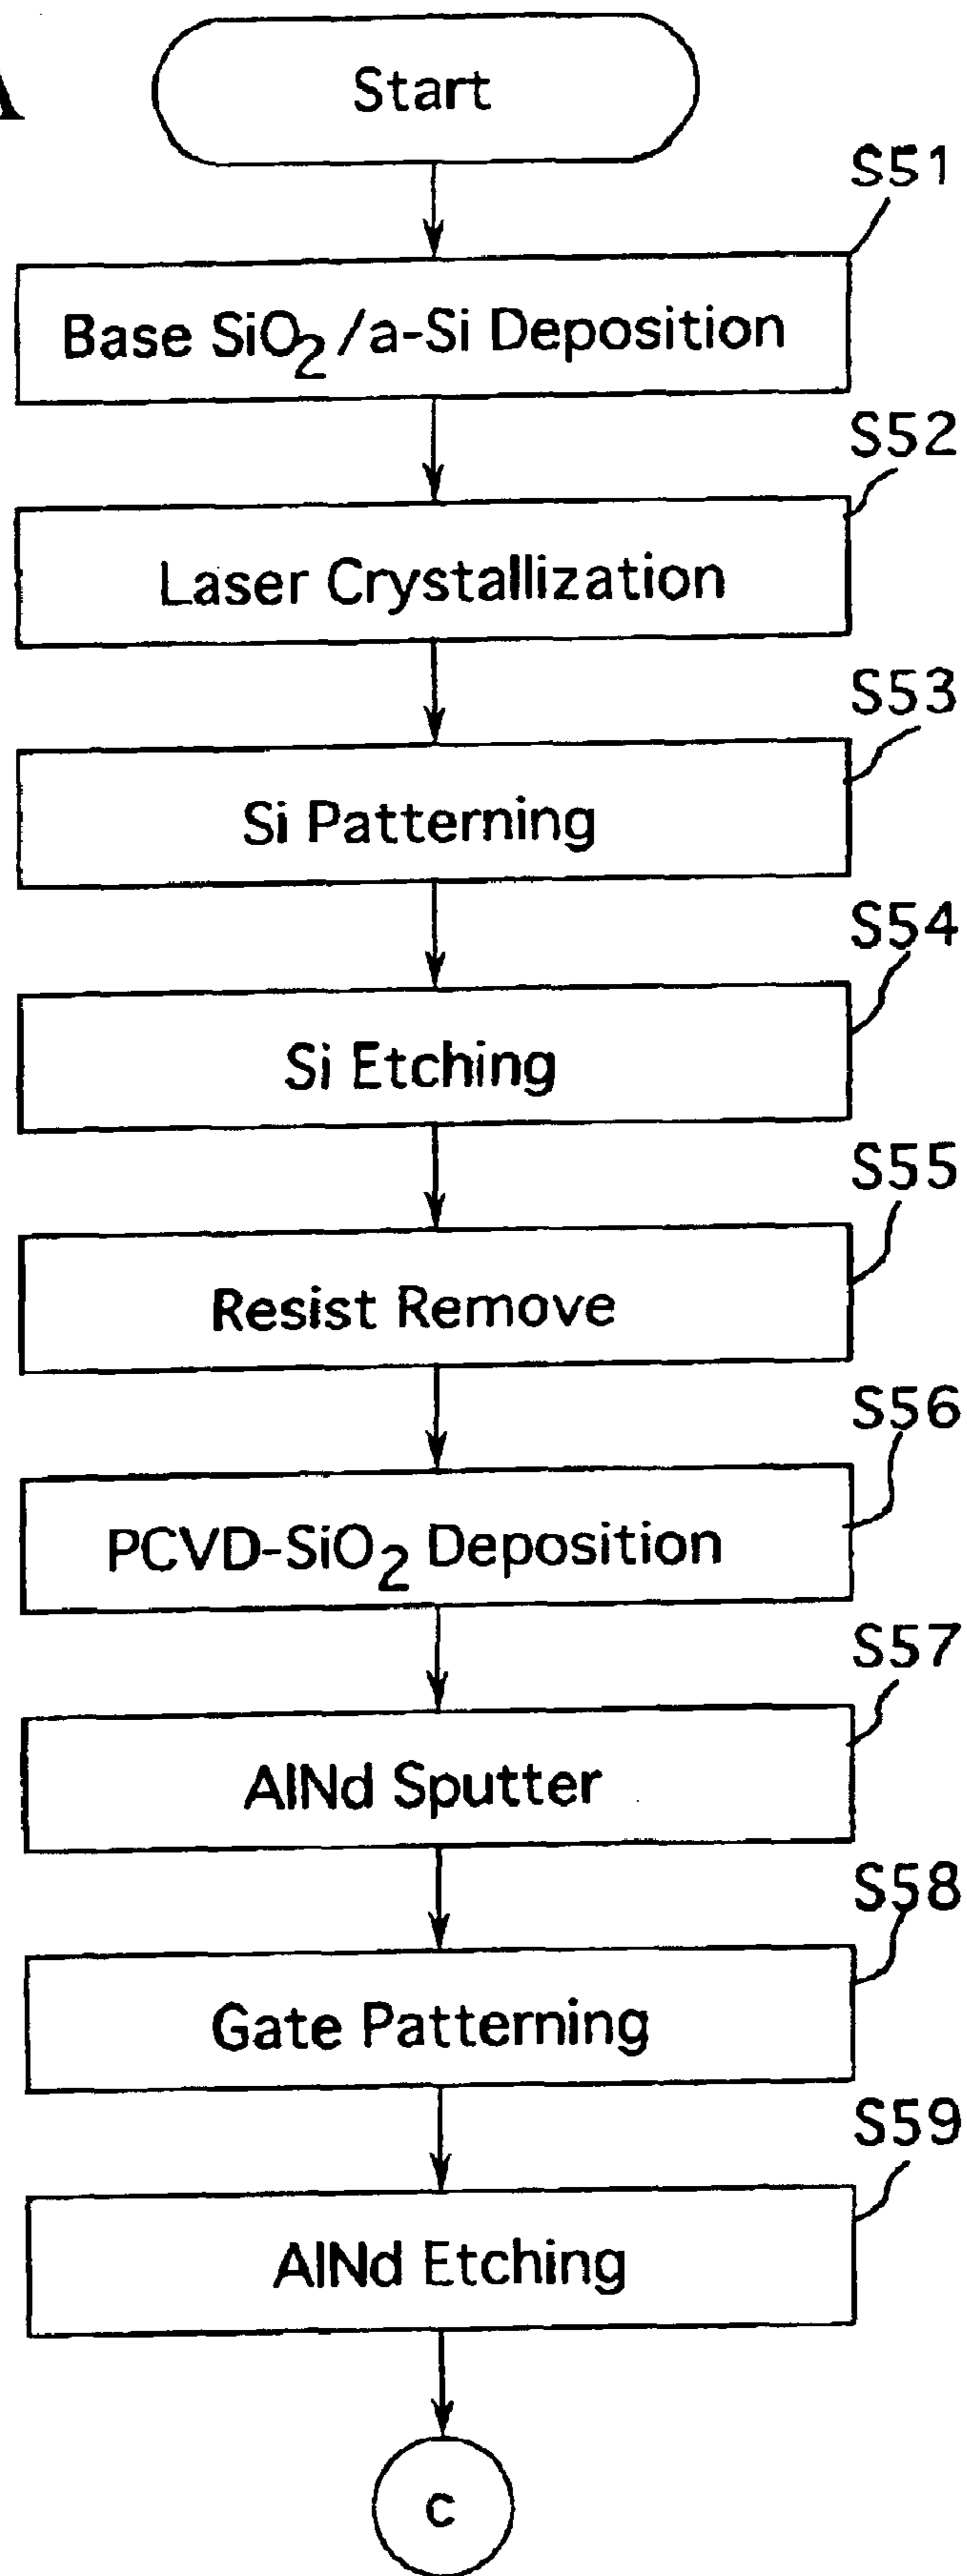 A
Start
S51
Base SiO₂/a-Si Deposition
S52
Laser Crystallization
S53
Si Patterning
S54
Si Etching
S55
Resist Remove
S56
PCVD-SiO₂ Deposition
S57
AlNd Sputter
S58
Gate Patterning
S59
AlNd Etching
c